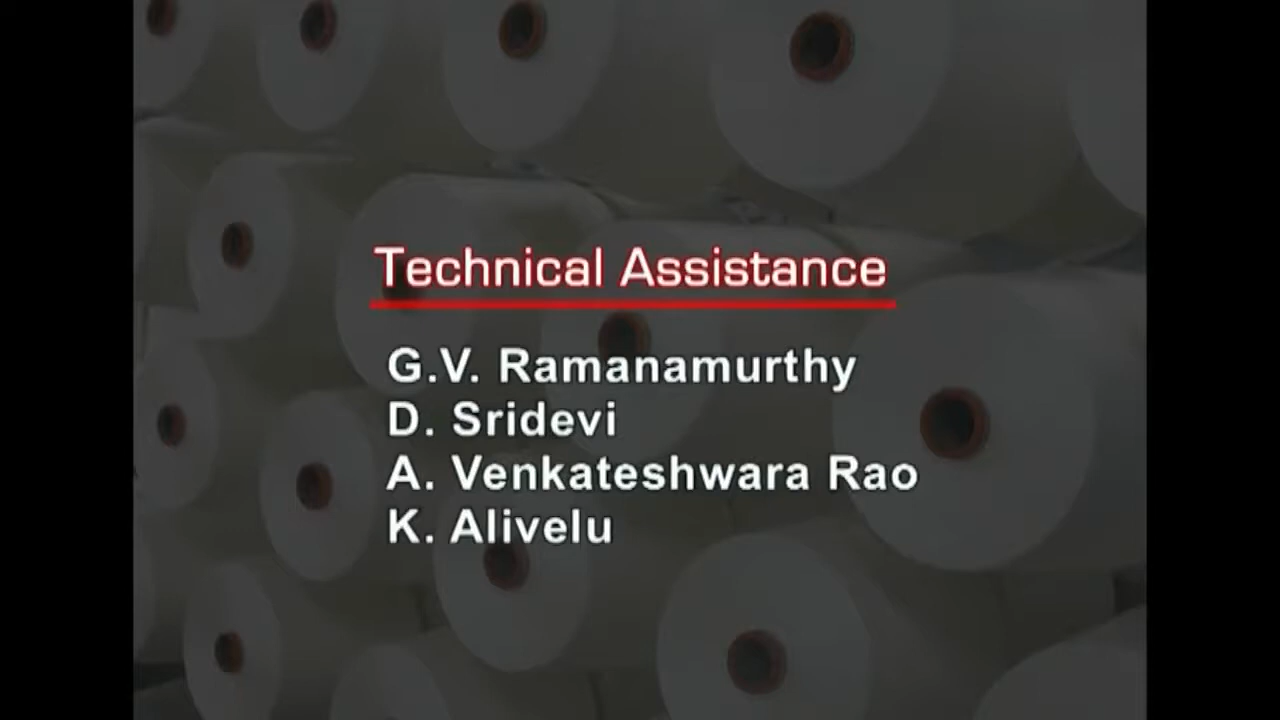 Technical Assistance
G.V. Ramanamurthy
D. Sridevi
A. Venkateshwara Rao
K. Alivelu